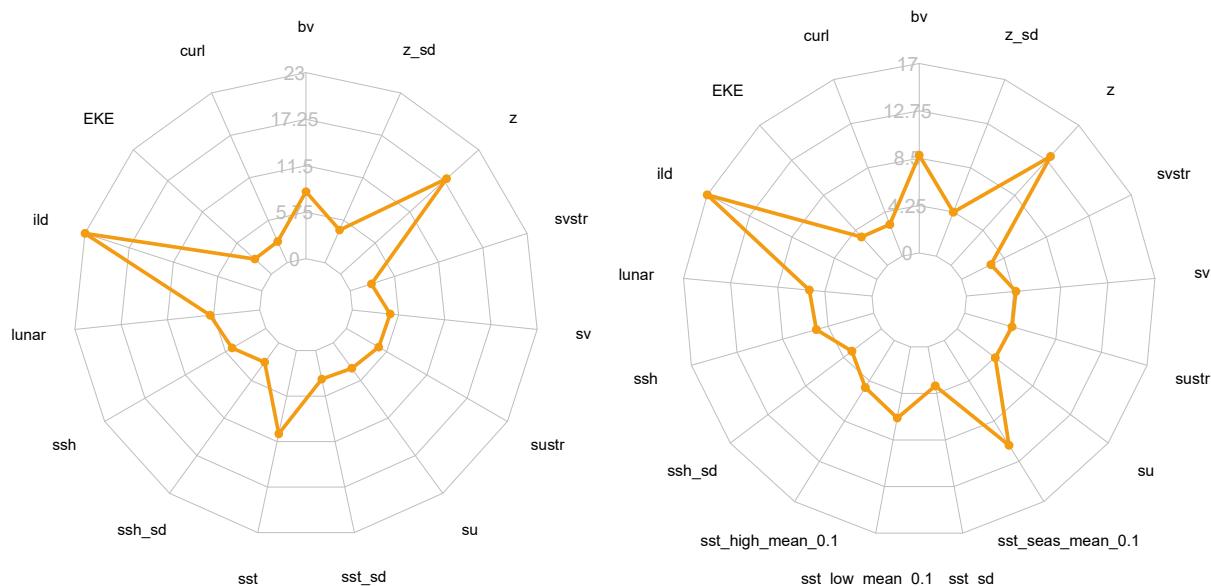 bv
curl
z_sd
23
EKE
z
17.25
11.5
ild
svstr
5.75
0
lunar
sv
ssh
sustr
ssh_sd
su
sst
sst_sd
bv
curl
z_sd
17
EKE
z
12.75
8.5
ild
svstr
4.25
0
lunar
sv
ssh
sustr
ssh_sd
su
sst_high_mean_0.1
sst_seas_mean_0.1
sst_low_mean_0.1
sst_sd